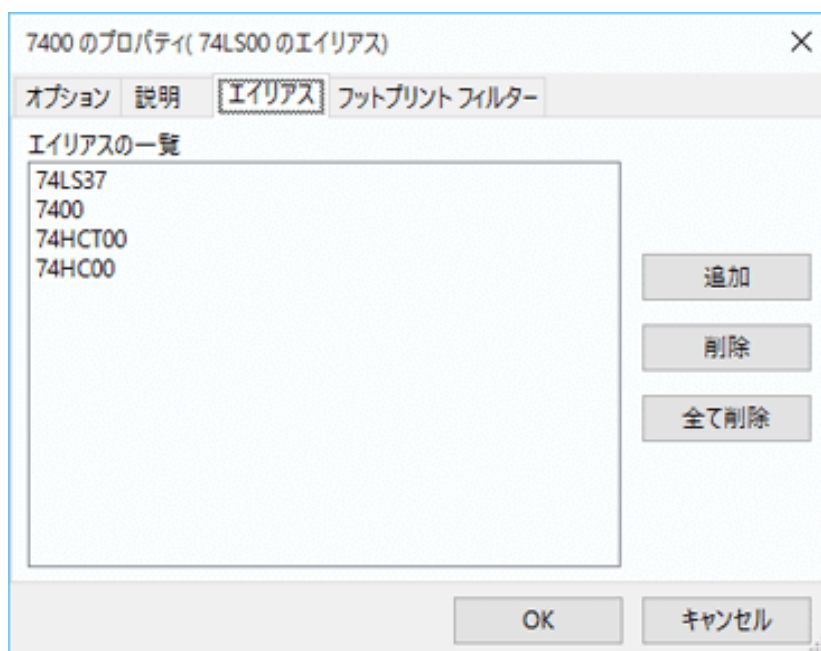 7400 のプロパティ( 74LS00 のエイリアス)
オプション 説明 エイリアス フットプリント フィルター
エイリアスの一覧
74LS37
7400
74HCT00
74HC00
追加
削除
全て削除
OK キャンセル